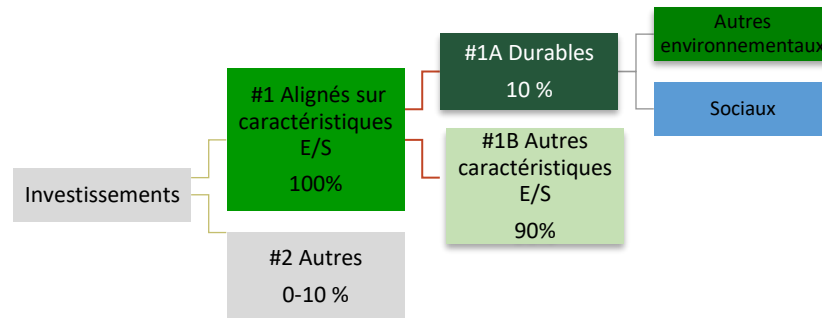 Investissements
#1 Alignés sur
caractéristiques
E/S
100%
#2 Autres
0-10 %
#1A Durables
10 %
#1B Autres
caractéristiques
E/S
90%
Autres
environnementaux
Sociaux